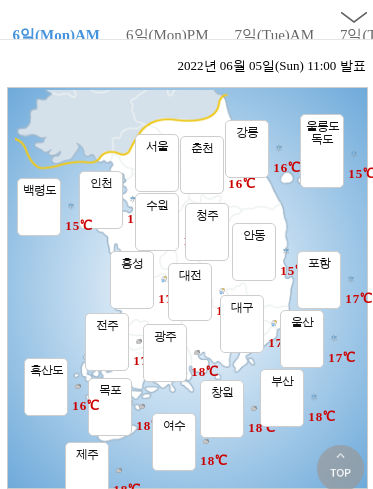 6일(Mon)AM 6일(Mon)PM 7일(Tue)AM 7일(T
2022년 06월 05일(Sun) 11:00 발표
강릉
울릉도
독도
서울
춘천
16℃
15℃
백령도
인천
16℃
수원
청주
15℃
1
안동
홍성
대전
15
포항
17
1
대구
17℃
전주
광주
울산
17
17
17℃
흑산도
18℃
목포
창원
부산
16℃
18
여수
18℃
18℃
제주
18℃
18℃
TOP